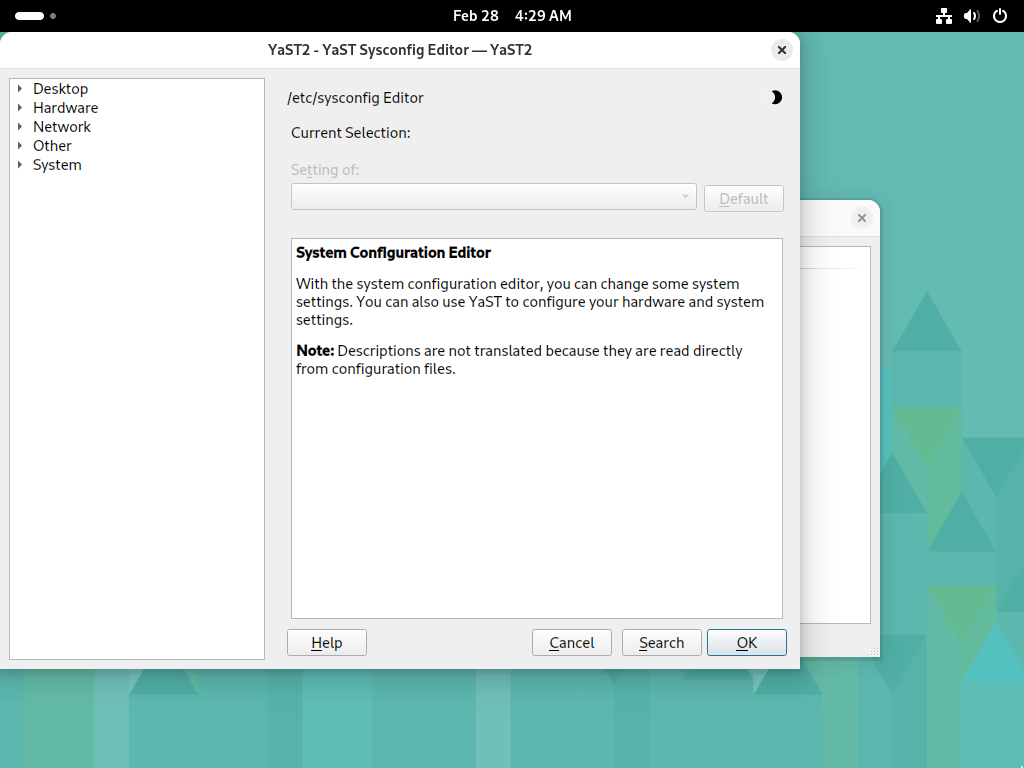 Feb 28 4:29 AM
YaST2 - YaST Sysconfig Editor — YaST2
Desktop
Hardware
Network
Other
System
/etc/sysconfig Editor
Current Selection:
Setting of:
Default
System Configuration Editor
With the system configuration editor, you can change some system
settings. You can also use YaST to configure your hardware and system
settings.
Note: Descriptions are not translated because they are read directly
from configuration files.
Help
Cancel
Search
OK